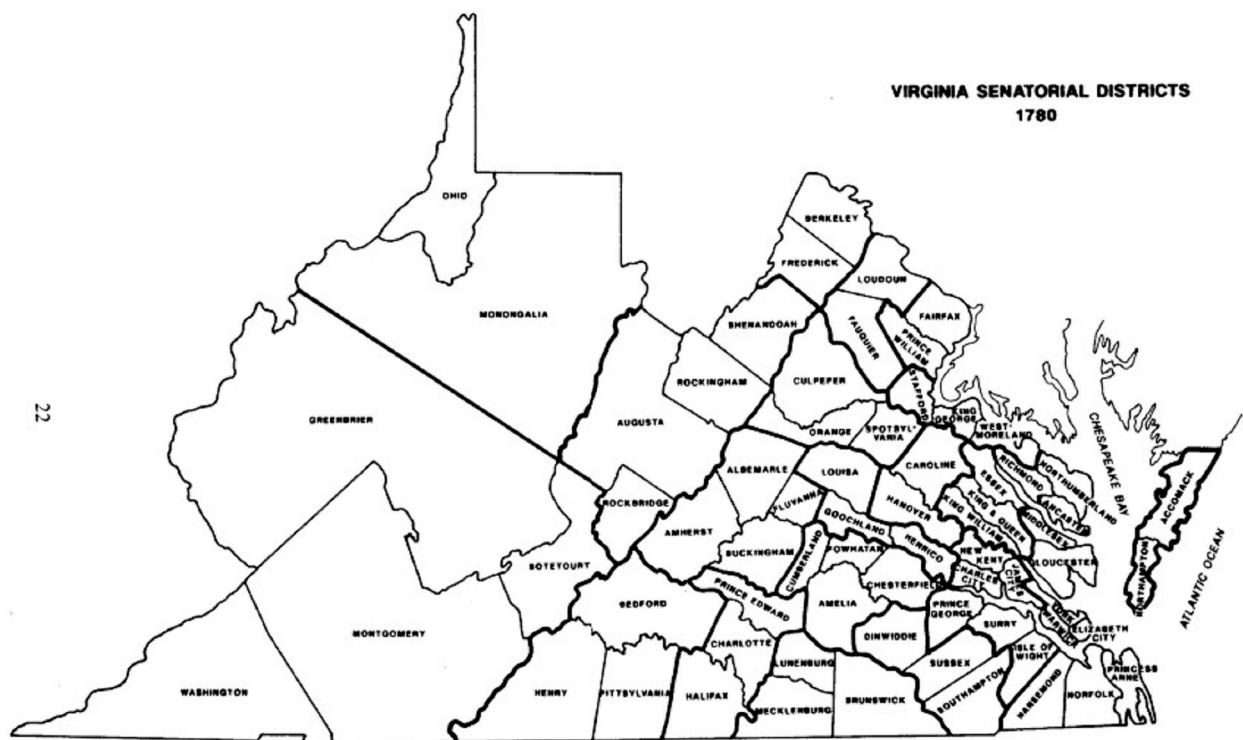 VIRGINIA SENATORIAL DISTRICTS
1780
OHIO
BERKELEY
FREDERICK
LOUDOUN
MONONGALIA
SHENANDOAH
FAUQUIER
FAIRFAX
PRINCE
WILLIAM
ROCKINGHAM
CULPEPER
STAFFORD
22
GREENBRIER
AUGUSTA
ORANGE
SPOTSYL-
VANIA
KING
GEORGE
WEST-
MORELAND
CHESAPEAKE BAY
ALBEMARLE
LOUISA
CAROLINE
RICHMOND
NORTHUMBERLAND
ESSEX
LANCASTER
ACCOMACK
ROCKBRIDGE
FLUVANNA
HANOVER
KING & QUEEN
KING WILLIAM
MIDDLESEX
AMHERST
GOOCHLAND
HENRICO
BUCKINGHAM
CUMBERLAND
POWHATAN
NEW
KENT
GLOUCESTER
BOTETOURT
CHESTERFIELD
CHARLES
CITY
JAMES
CITY
NORTHAMPTON
ATLANTIC OCEAN
BEDFORD
PRINCE EDWARD
AMELIA
PRINCE
GEORGE
YORK
WARWICK
ELIZABETH
CITY
MONTGOMERY
CHARLOTTE
DINWIDDIE
SURRY
ISLE OF
WIGHT
WASHINGTON
HENRY
PITTSYLVANIA
HALIFAX
LUNENBURG
MECKLENBURG
BRUNSWICK
SUSSEX
SOUTHAMPTON
NANSEMOND
NORFOLK
PRINCESS
ANNE